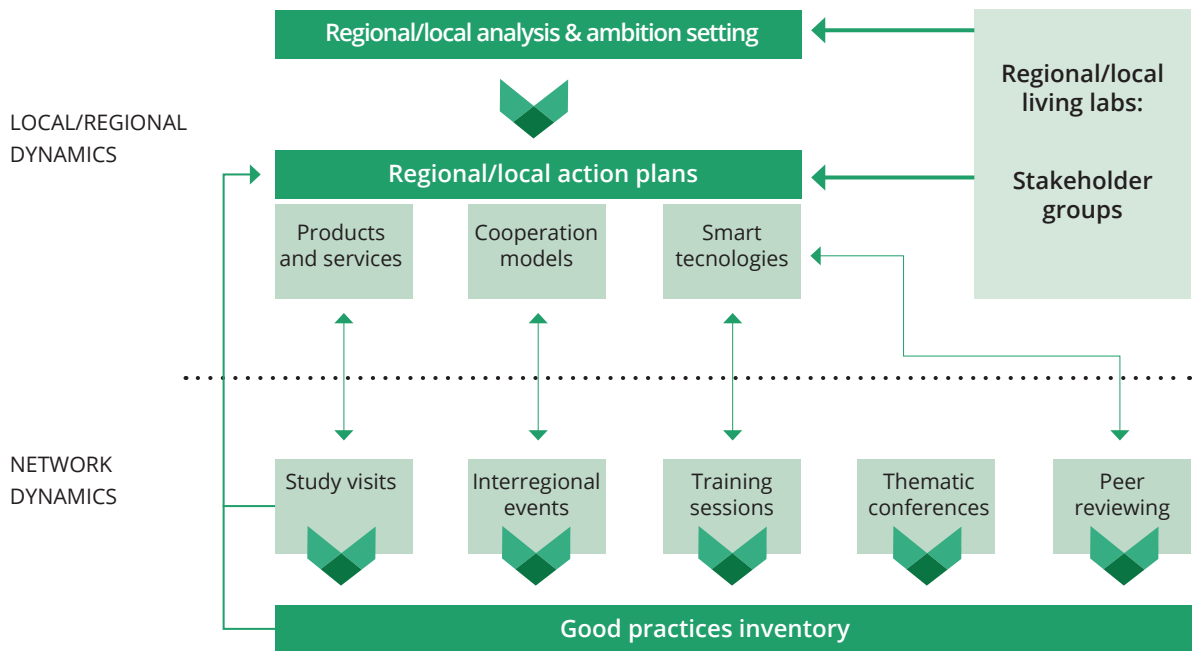 Regional/local analysis & ambition setting
Regional/local
living labs:
Stakeholder
groups
LOCAL/REGIONAL
DYNAMICS
Regional/local action plans
Products
and services
Cooperation
models
Smart
tecnologies
NETWORK
DYNAMICS
Study visits
Interregional
events
Training
sessions
Thematic
conferences
Peer
reviewing
Good practices inventory